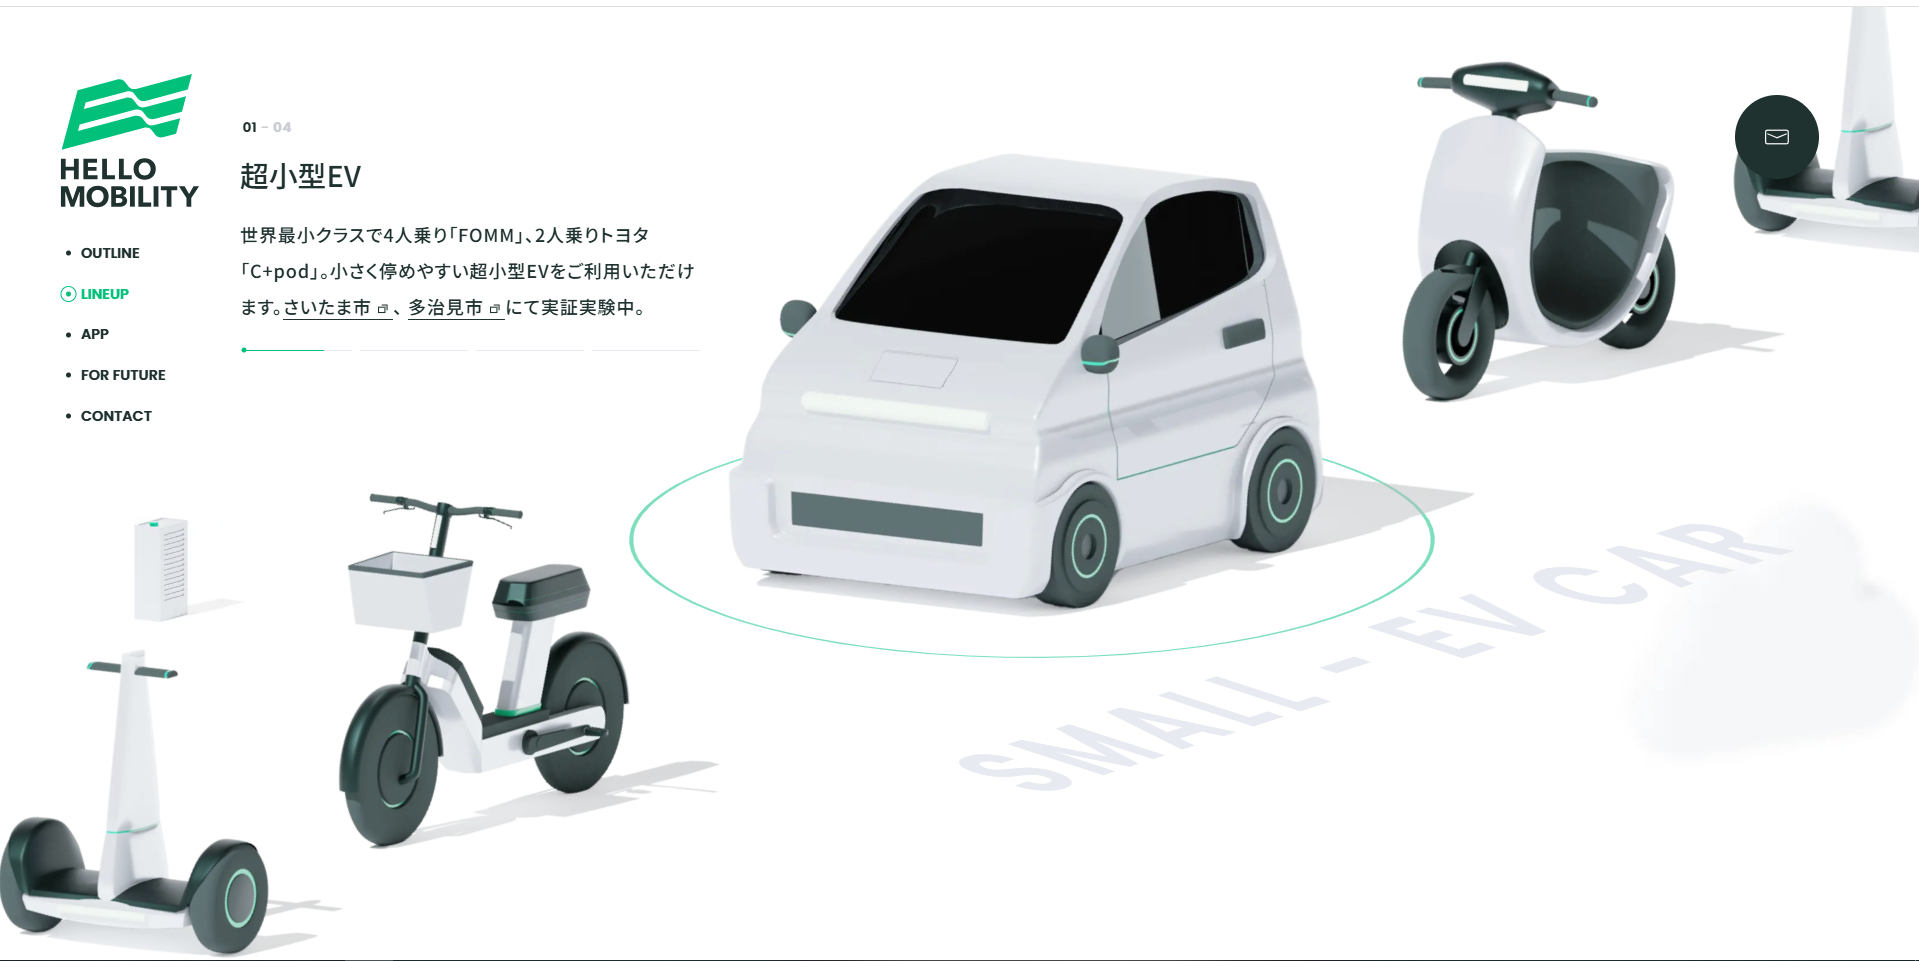 HELLO
MOBILITY
OUTLINE
LINEUP
APP
FOR FUTURE
CONTACT
01 – 04
超小型EV
世界最小クラスで4人乗り「FOMM」、2人乗りトヨタ
「C+pod」。小さく停めやすい超小型EVをご利用いただけ
ます。さいたま市、多治見市にて実証実験中。
SMALL - EV CAR